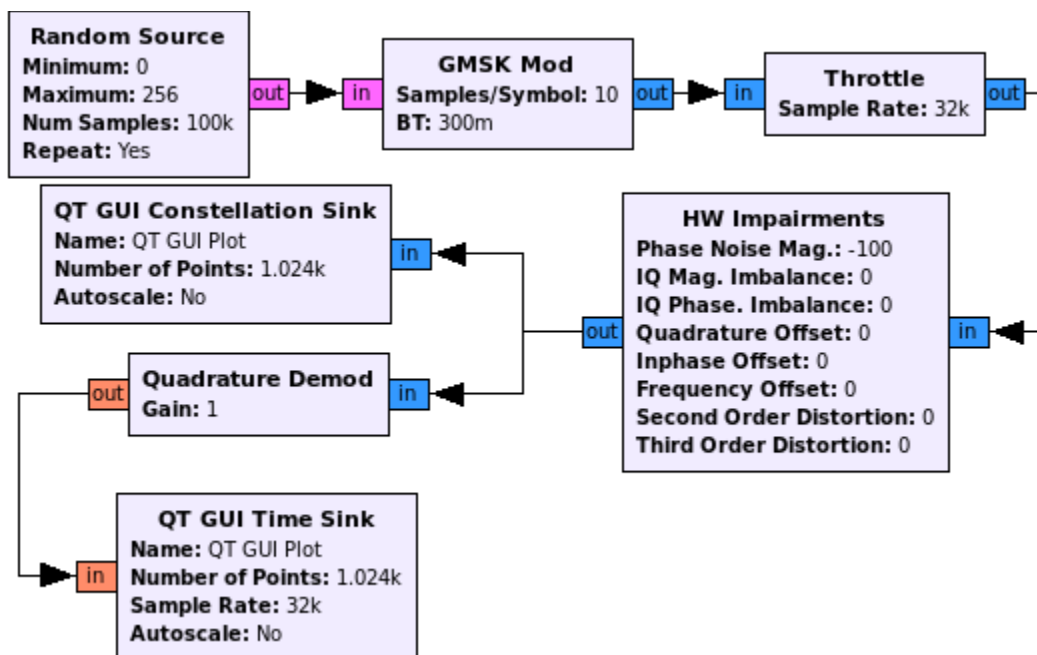 Random Source
Minimum: 0
Maximum: 256
Num Samples: 100k
Repeat: Yes
out
in
GMSK Mod
Samples/Symbol: 10
BT: 300m
out
in
Throttle
Sample Rate: 32k
out
QT GUI Constellation Sink
Name: QT GUI Plot
Number of Points: 1.024k
Autoscale: No
in
HW Impairments
Phase Noise Mag.: -100
IQ Mag. Imbalance: 0
IQ Phase. Imbalance: 0
Quadrature Offset: 0
Inphase Offset: 0
Frequency Offset: 0
Second Order Distortion: 0
Third Order Distortion: 0
out
in
out
Quadrature Demod
Gain: 1
in
QT GUI Time Sink
Name: QT GUI Plot
Number of Points: 1.024k
Sample Rate: 32k
Autoscale: No
in